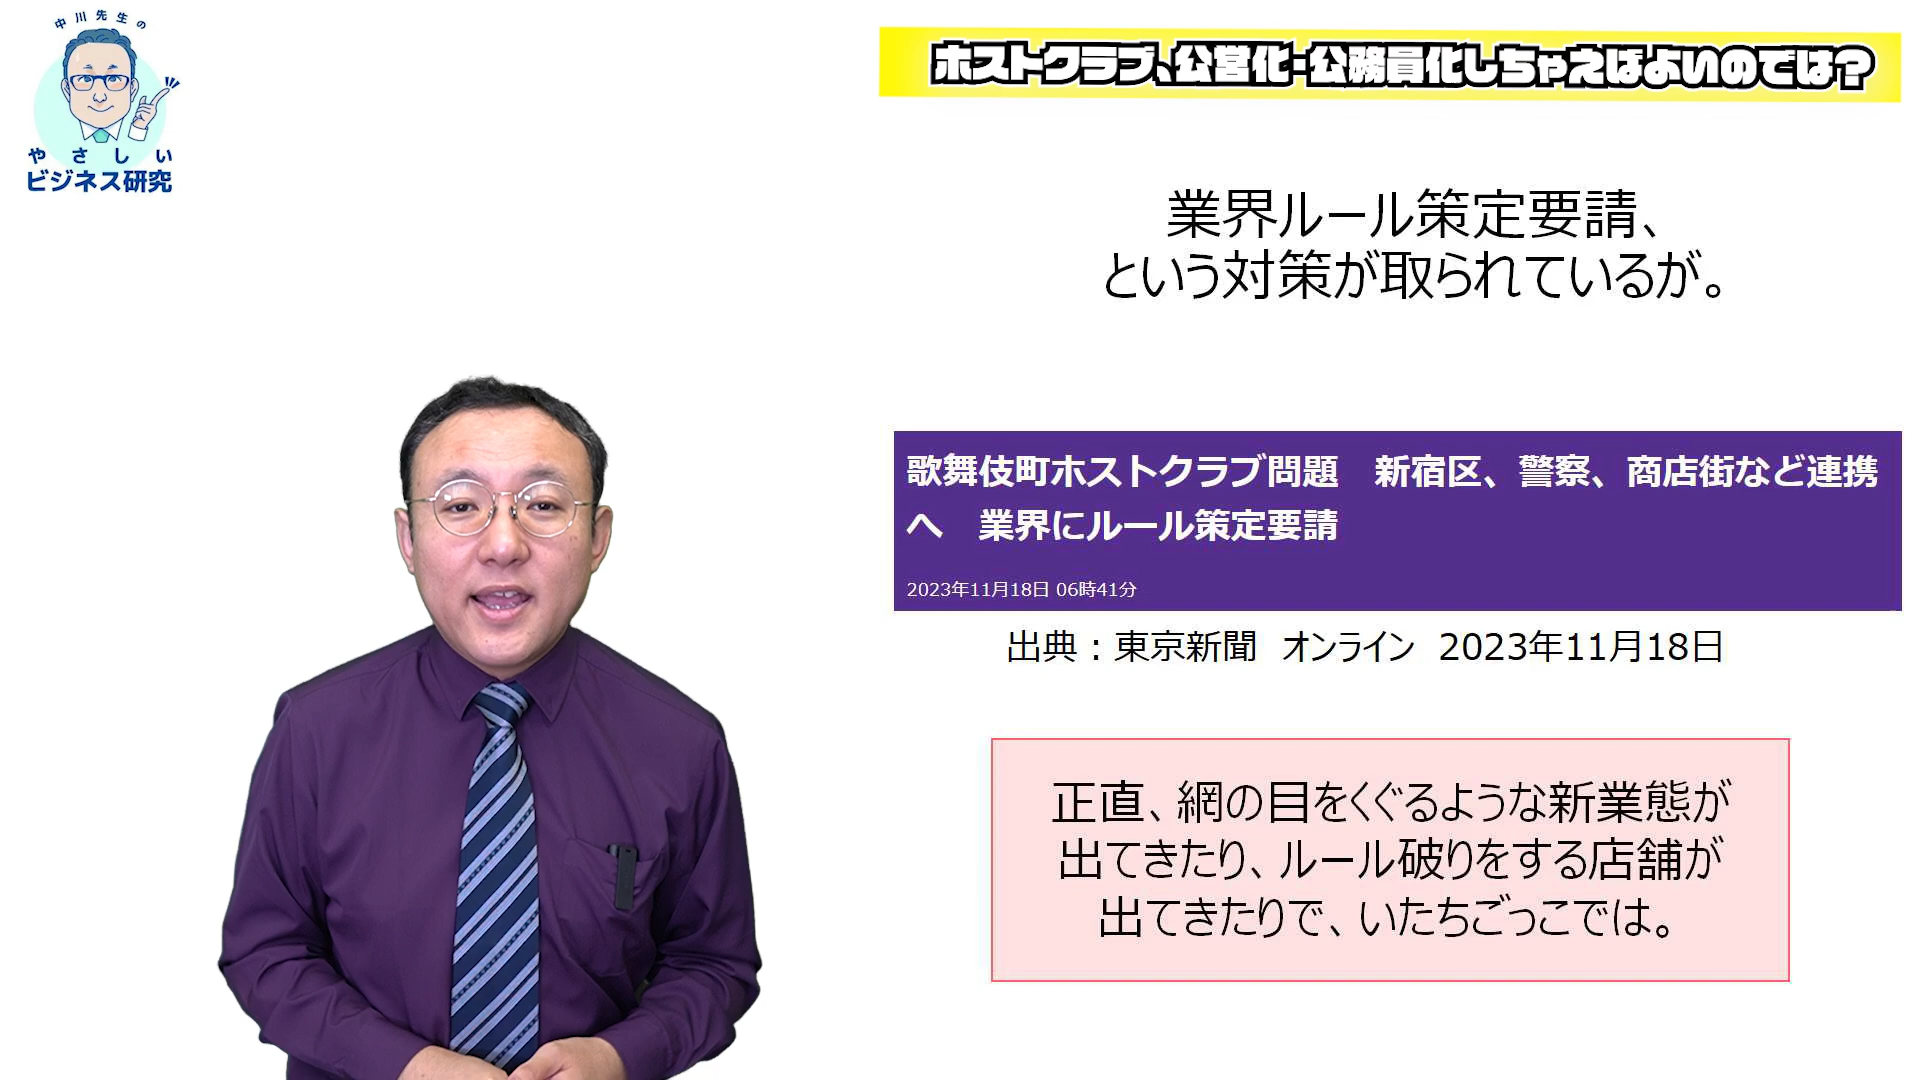 中川先生の
やさしい
ビジネス研究
ホストクラブ、公営化・公務員化しちゃえばよいのでは？
業界ルール策定要請、
という対策が取られているが。
歌舞伎町ホストクラブ問題　新宿区、警察、商店街など連携
へ　業界にルール策定要請
2023年11月18日 06時41分
出典：東京新聞 オンライン 2023年11月18日
正直、網の目をくぐるような新業態が
出てきたり、ルール破りをする店舗が
出てきたりで、いたちごっこでは。